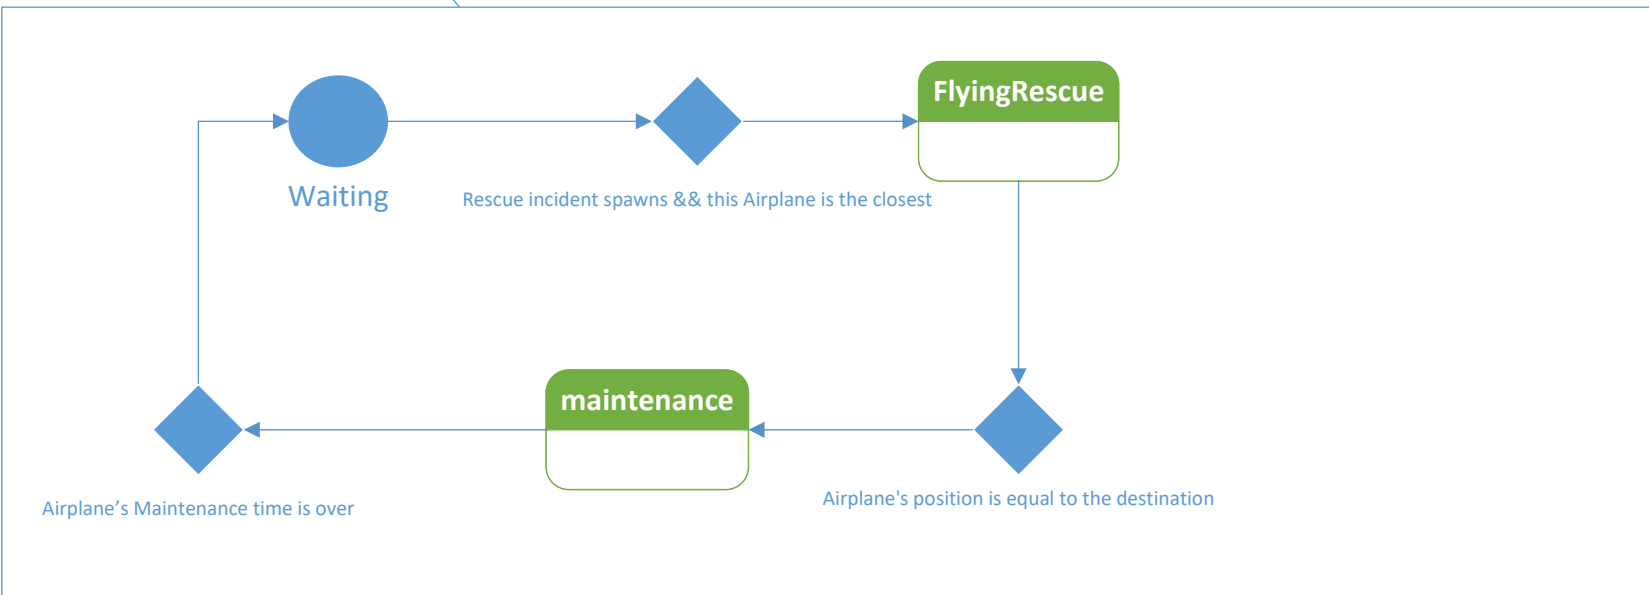 FlyingRescue
Waiting
Rescue incident spawns && this Airplane is the closest
maintenance
Airplane's position is equal to the destination
Airplane’s Maintenance time is over